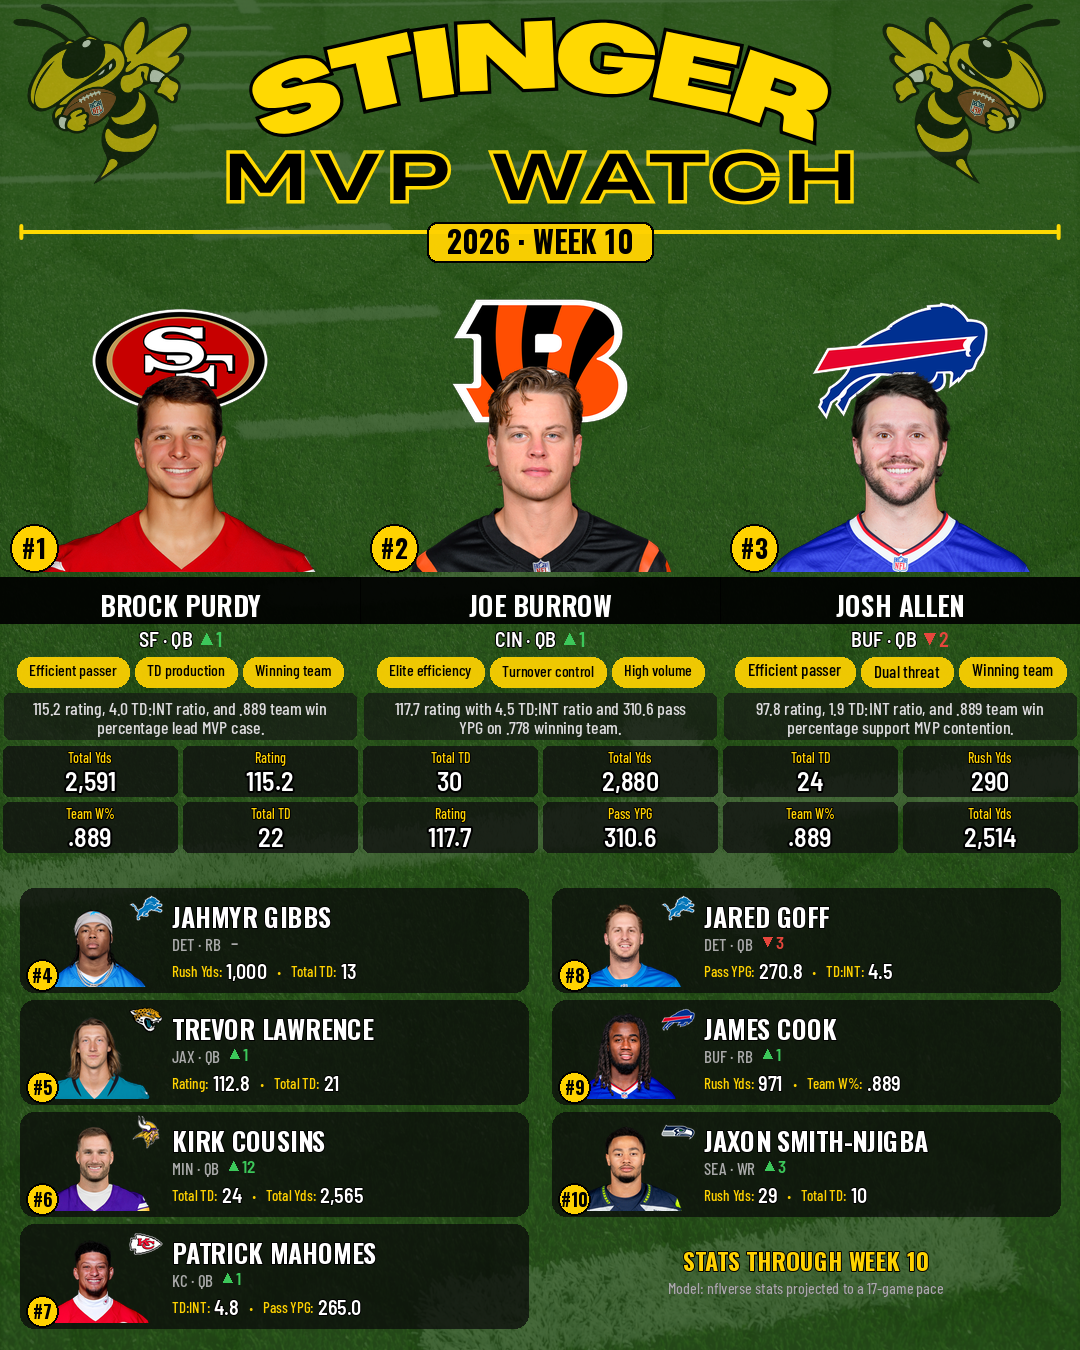 STINGER
MVP WATCH
2026 · WEEK 10
#1
#2
#3
BROCK PURDY
SF · QB ▲1
Efficient passer
TD production
Winning team
115.2 rating, 4.0 TD:INT ratio, and .889 team win
percentage lead MVP case.
Total Yds
2,591
Rating
115.2
Team W%
.889
Total TD
22
JOE BURROW
CIN · QB ▲1
Elite efficiency
Turnover control
High volume
117.7 rating with 4.5 TD:INT ratio and 310.6 pass
YPG on .778 winning team.
Total TD
30
Total Yds
2,880
Rating
117.7
Pass YPG
310.6
JOSH ALLEN
BUF · QB ▼2
Efficient passer
Dual threat
Winning team
97.8 rating, 1.9 TD:INT ratio, and .889 team win
percentage support MVP contention.
Total TD
24
Rush Yds
290
Team W%
.889
Total Yds
2,514
#4
JAHMYR GIBBS
DET · RB –
Rush Yds: 1,000 · Total TD: 13
#5
TREVOR LAWRENCE
JAX · QB ▲1
Rating: 112.8 · Total TD: 21
#6
KIRK COUSINS
MIN · QB ▲12
Total TD: 24 · Total Yds: 2,565
#7
PATRICK MAHOMES
KC · QB ▲1
TD:INT: 4.8 · Pass YPG: 265.0
#8
JARED GOFF
DET · QB ▼3
Pass YPG: 270.8 · TD:INT: 4.5
#9
JAMES COOK
BUF · RB ▲1
Rush Yds: 971 · Team W%: .889
#10
JAXON SMITH-NJIGBA
SEA · WR ▲3
Rush Yds: 29 · Total TD: 10
STATS THROUGH WEEK 10
Model: nflverse stats projected to a 17-game pace